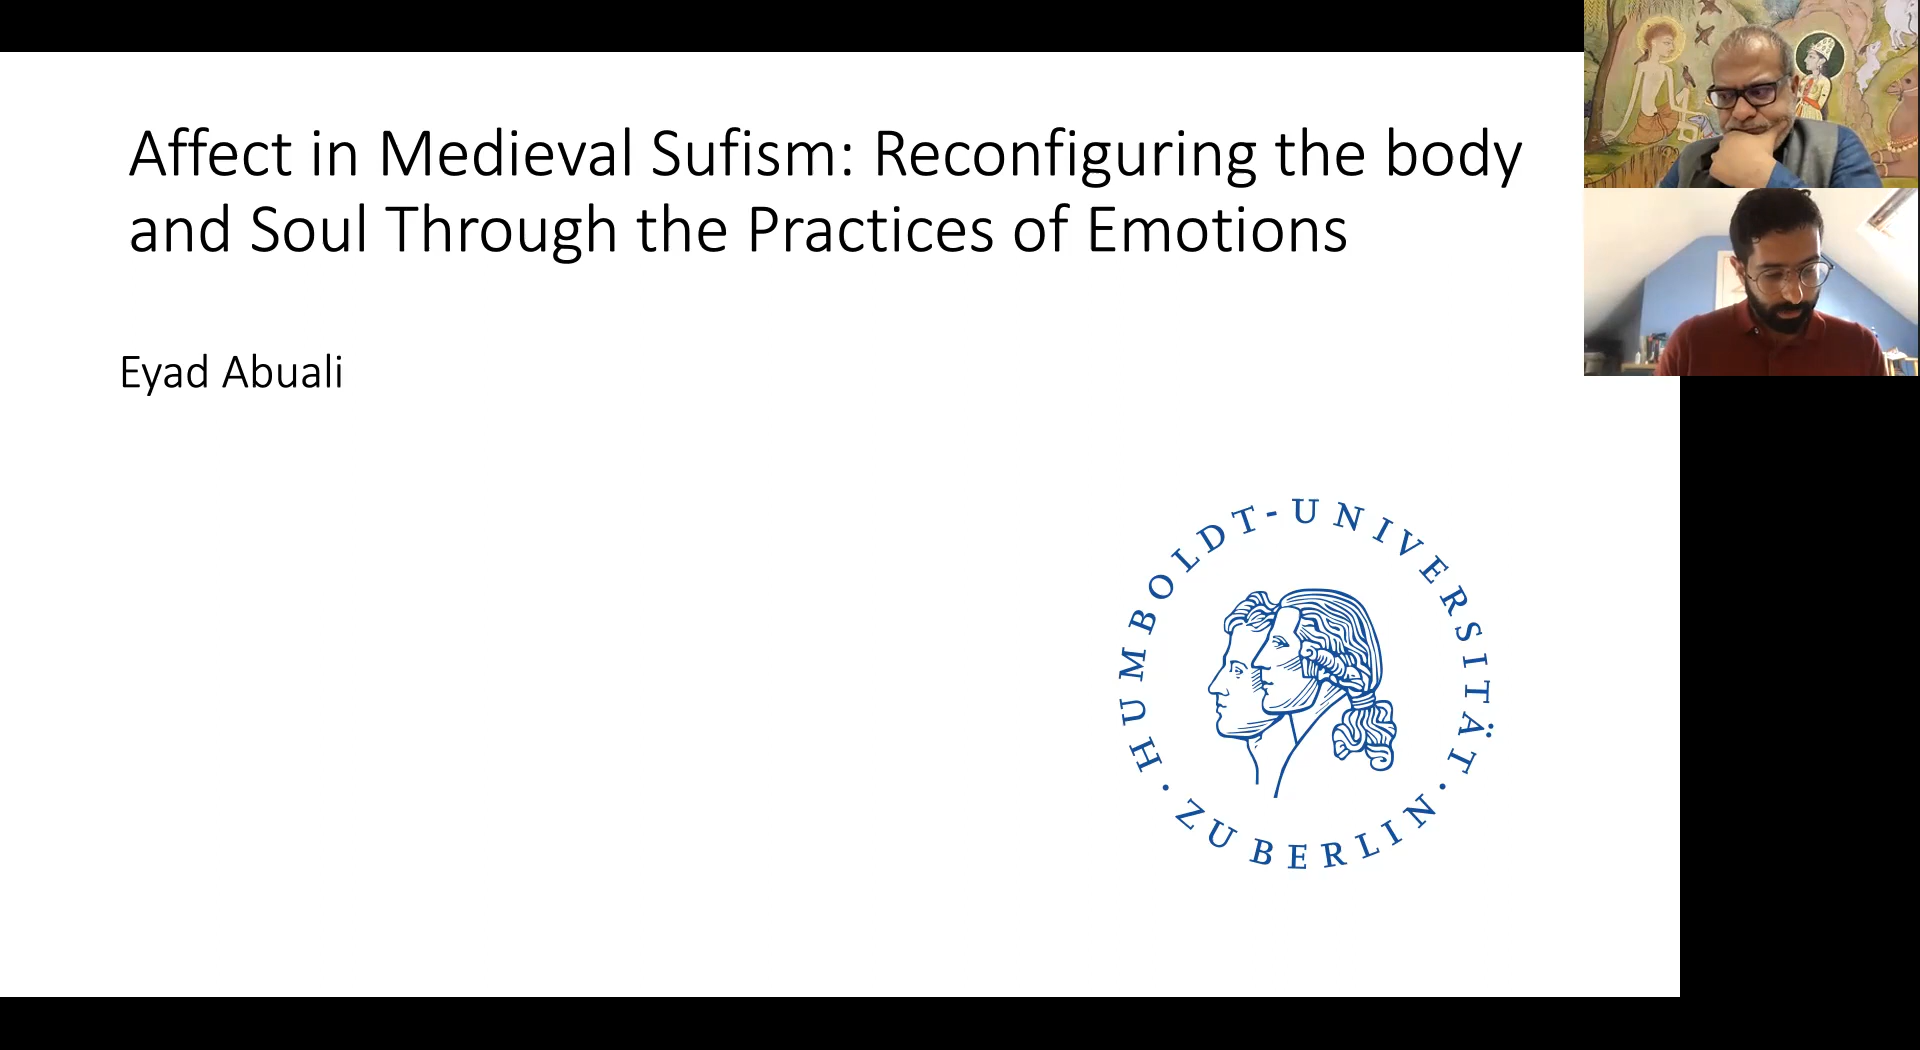 Affect in Medieval Sufism: Reconfiguring the body
and Soul Through the Practices of Emotions
Eyad Abuali
HUMBOLDT-UNIVERSITÄT
· ZU BERLIN ·